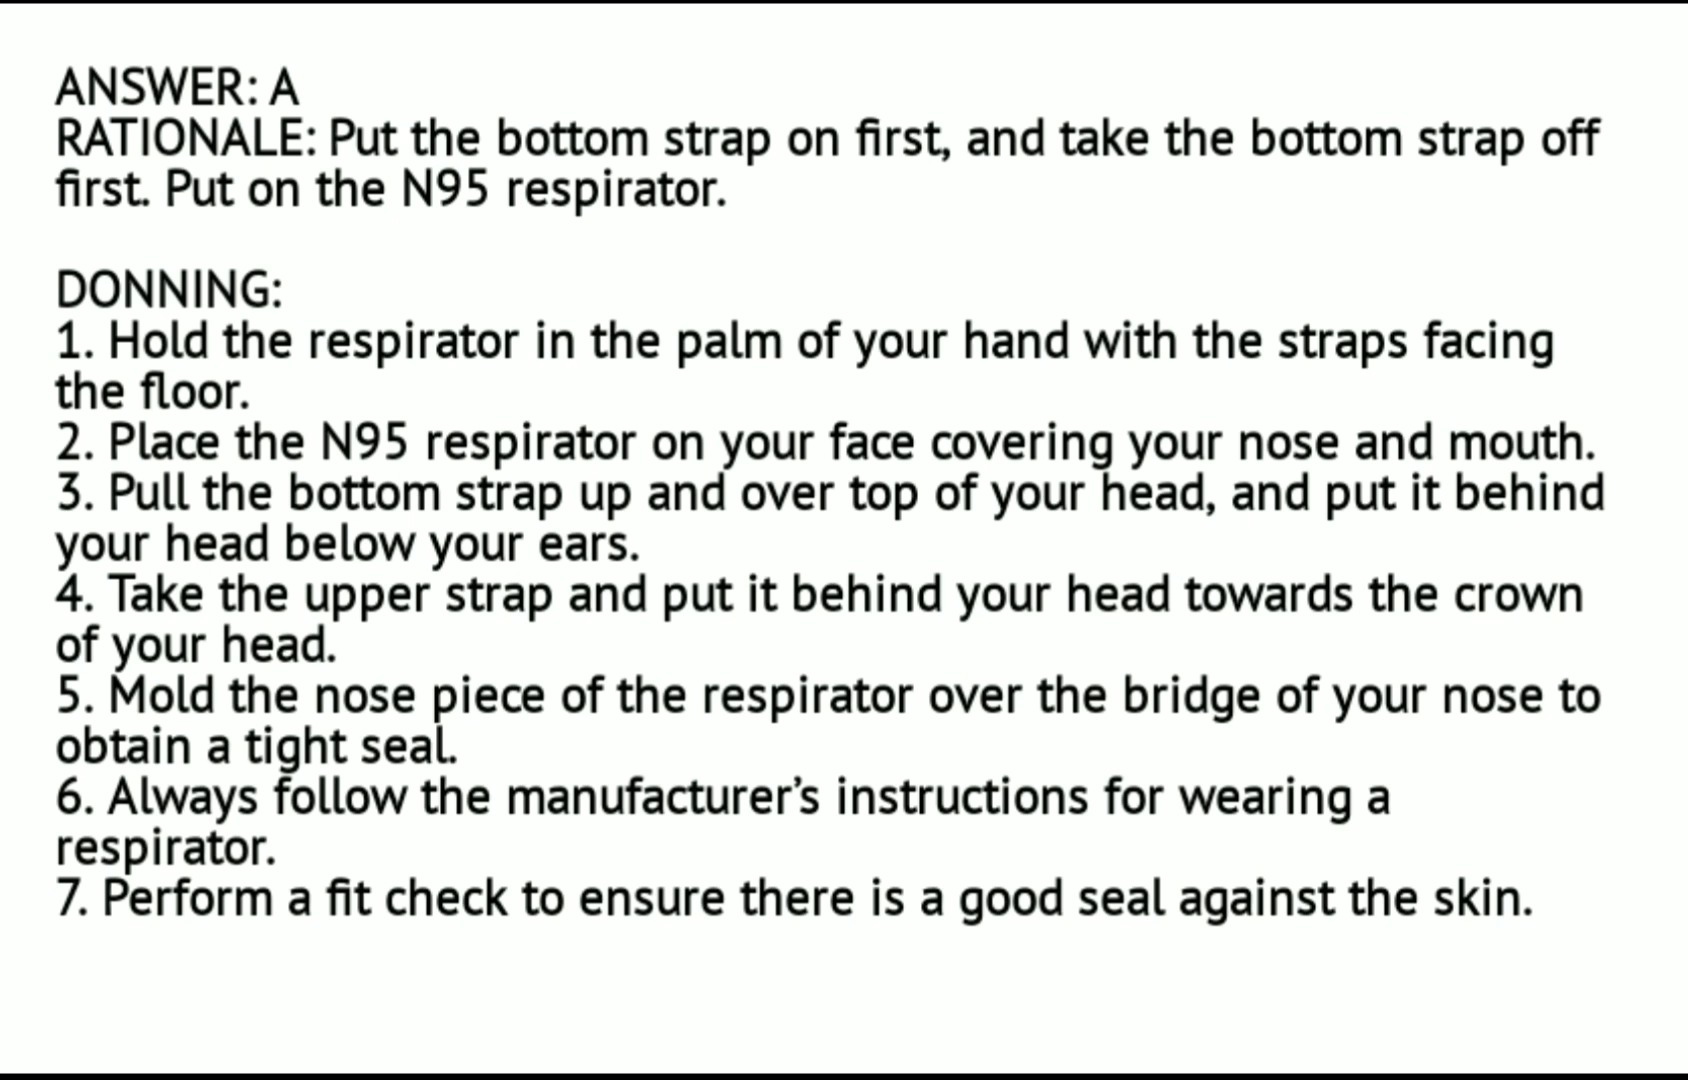 ANSWER: A
RATIONALE: Put the bottom strap on first, and take the bottom strap off
first. Put on the N95 respirator.
DONNING:
1. Hold the respirator in the palm of your hand with the straps facing
the floor.
2. Place the N95 respirator on your face covering your nose and mouth.
3. Pull the bottom strap up and over top of your head, and put it behind
your head below your ears.
4. Take the upper strap and put it behind your head towards the crown
of your head.
5. Mold the nose piece of the respirator over the bridge of your nose to
obtain a tight seal.
6. Always follow the manufacturer’s instructions for wearing a
respirator.
7. Perform a fit check to ensure there is a good seal against the skin.